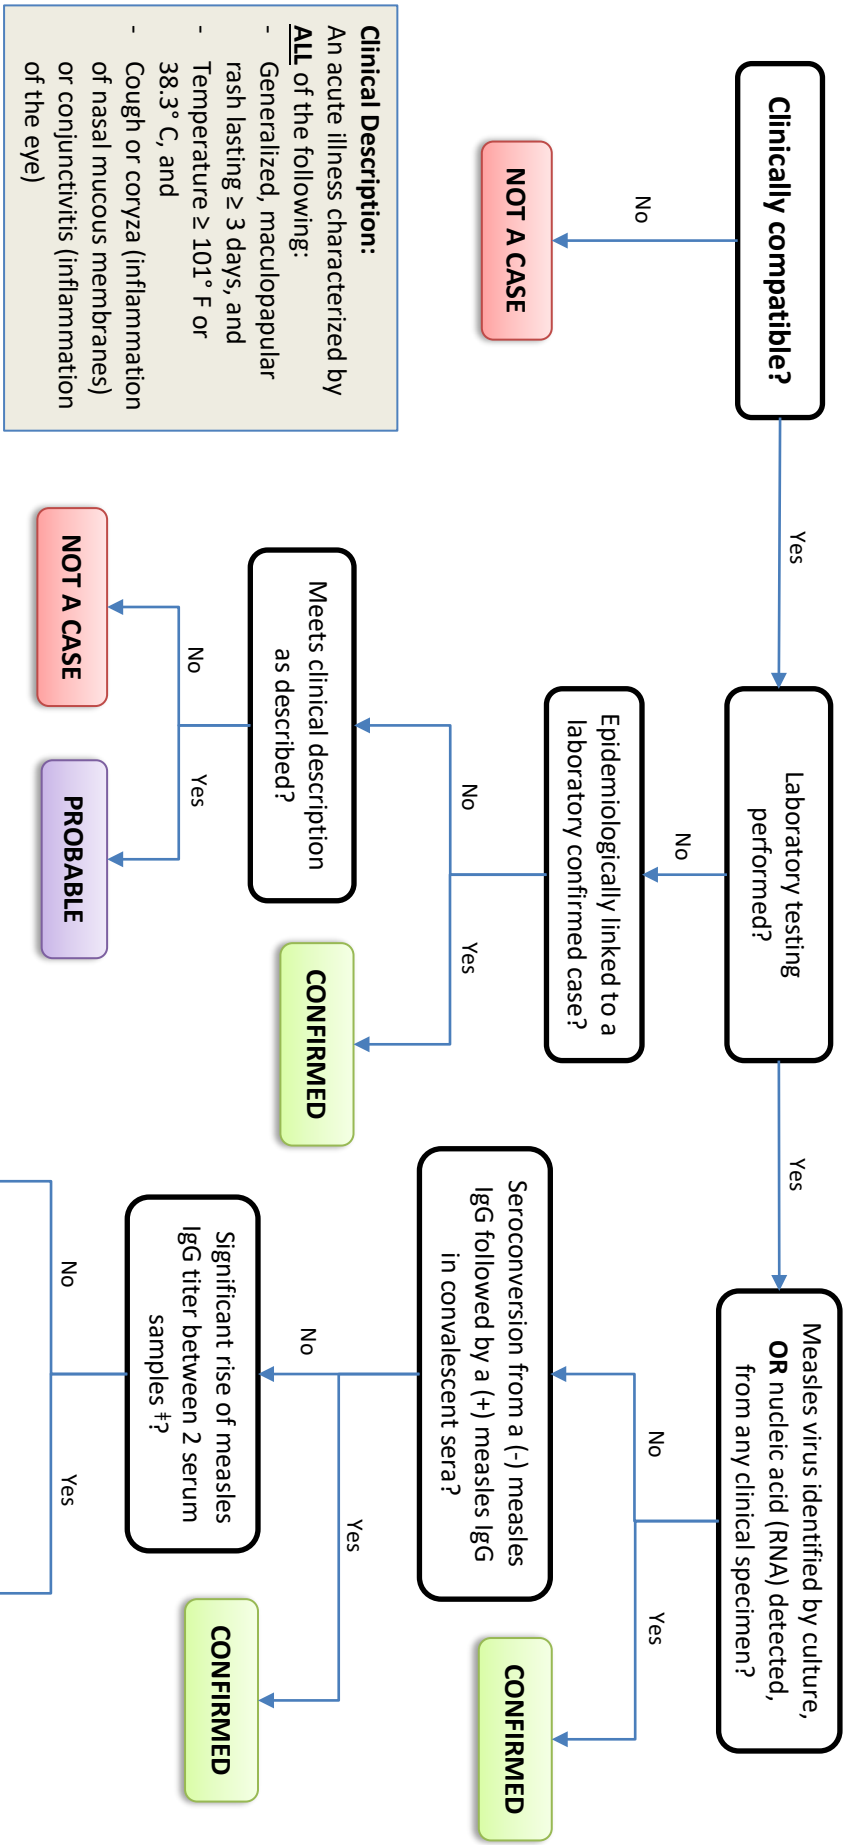 Clinically compatible?
No
NOT A CASE
Yes
Laboratory testing
performed?
No
Epidemiologically linked to a
laboratory confirmed case?
No
Yes
Meets clinical description
as described?
No
Yes
NOT A CASE
PROBABLE
CONFIRMED
Yes
Measles virus identified by culture,
OR nucleic acid (RNA) detected,
from any clinical specimen?
No
Yes
CONFIRMED
Seroconversion from a (-) measles
IgG followed by a (+) measles IgG
in convalescent sera?
No
Yes
CONFIRMED
Significant rise of measles
IgG titer between 2 serum
samples ‡?
No
Yes
Clinical Description:
An acute illness characterized by
ALL of the following:
- Generalized, maculopapular
rash lasting ≥ 3 days, and
- Temperature ≥ 101° F or
38.3° C, and
- Cough or coryza (inflammation
of nasal mucous membranes)
or conjunctivitis (inflammation
of the eye)